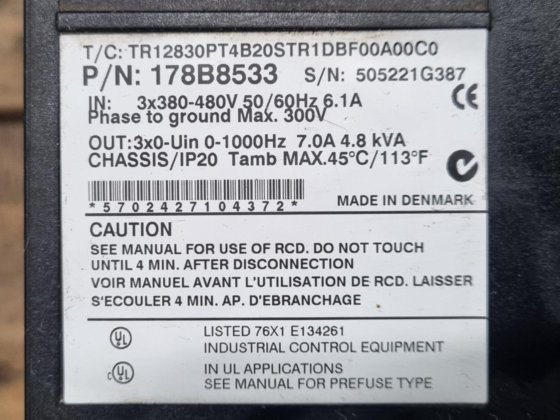 T/C: TR12830PT4B20STR1DBF00A00C0
P/N: 178B8533 S/N: 505221G387
IN: 3x380-480V 50/60Hz 6.1A
Phase to ground Max. 300V
CE
OUT:3x0-Uin 0-1000Hz 7.0A 4.8 kVA
CHASSIS/IP20 Tamb MAX.45°C/113°F
*5702427104372*
MADE IN DENMARK
CAUTION
SEE MANUAL FOR USE OF RCD. DO NOT TOUCH
UNTIL 4 MIN. AFTER DISCONNECTION
VOIR MANUEL AVANT L'UTILISATION DE RCD. LAISSER
S'ECOULER 4 MIN. AP. D'EBRANCHAGE
UL LISTED 76X1 E134261
INDUSTRIAL CONTROL EQUIPMENT
c UL IN UL APPLICATIONS
SEE MANUAL FOR PREFUSE TYPE